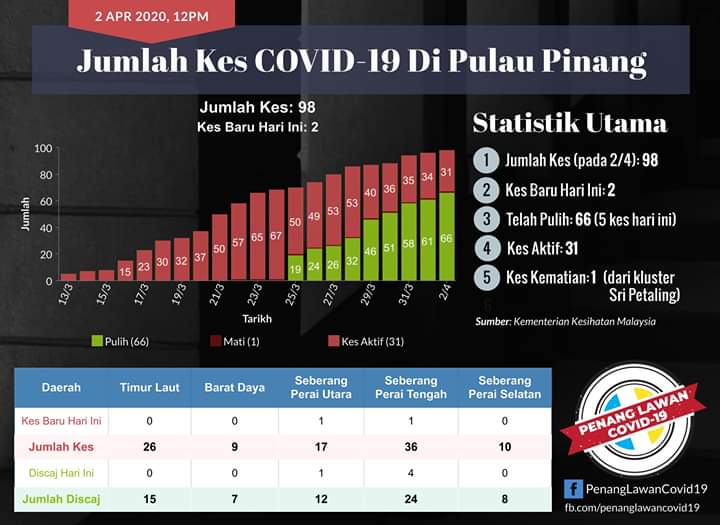 2 APR 2020, 12PM
Jumlah Kes COVID-19 Di Pulau Pinang
Jumlah Kes: 98
Kes Baru Hari Ini: 2
Jumlah
100
80
60
40
20
0
15 23 30 32 37 50 57 65 67 50 49 53 53 40 36 35 34 31
19 24 26 32 46 51 58 61 66
13/3 15/3 17/3 19/3 21/3 23/3 25/3 27/3 29/3 31/3 2/4
Tarikh
Pulih (66) Mati (1) Kes Aktif (31)
Statistik Utama
1 Jumlah Kes (pada 2/4): 98
2 Kes Baru Hari Ini: 2
3 Telah Pulih: 66 (5 kes hari ini)
4 Kes Aktif: 31
5 Kes Kematian: 1 (dari kluster
Sri Petaling)
6
Sumber: Kementerian Kesihatan Malaysia
Daerah Timur Laut Barat Daya Seberang Perai Utara Seberang Perai Tengah Seberang Perai Selatan
Kes Baru Hari Ini 0 0 1 1 0
Jumlah Kes 26 9 17 36 10
Discaj Hari Ini 0 0 1 4 0
Jumlah Discaj 15 7 12 24 8
PENANG LAWAN
COVID-19
PenangLawanCovid19
fb.com/penanglawancovid19